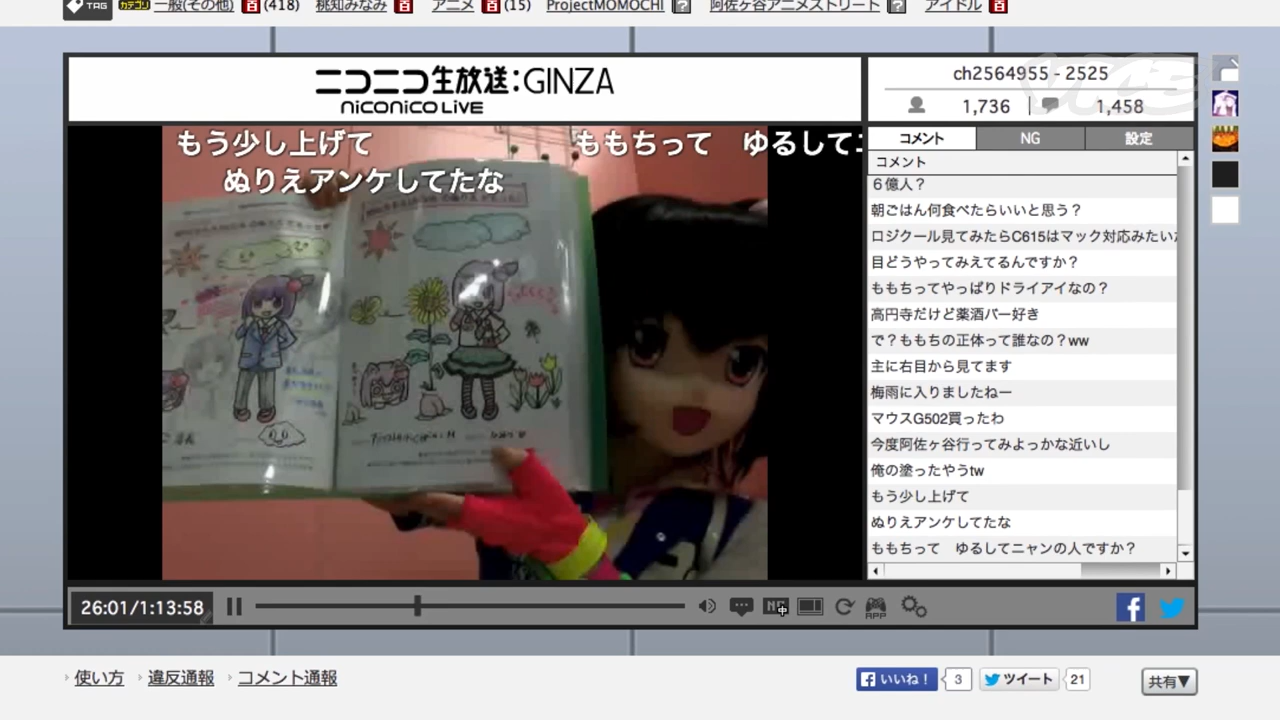 TAG カテゴリ 一般(その他) 百(418) 桃知みなみ 百 アニメ 百(15) ProjectMOMOCHI ? 阿佐ヶ谷アニメストリート ? アイドル 百
ニコニコ生放送:GINZA
niconico LiVE
VICE
ch2564955 - 2525
1,736 | 1,458
コメント NG 設定
コメント
もう少し上げて
ももちって ゆるしてニ
ぬりえアンケしてたな
6億人?
朝ごはん何食べたらいいと思う?
ロジクール見てみたらC615はマック対応みたいだ
目どうやってみえてるんですか?
ももちってやっぱりドライアイなの?
高円寺だけど薬酒バー好き
で?ももちの正体って誰なの?ww
主に右目から見てます
梅雨に入りましたねー
マウスG502買ったわ
今度阿佐ヶ谷行ってみよっかな近いし
俺の塗ったやうtw
もう少し上げて
ぬりえアンケしてたな
ももちって ゆるしてニャンの人ですか?
26:01/1:13:58
NG
APP
使い方 違反通報 コメント通報
いいね! 3 ツイート 21 共有▼